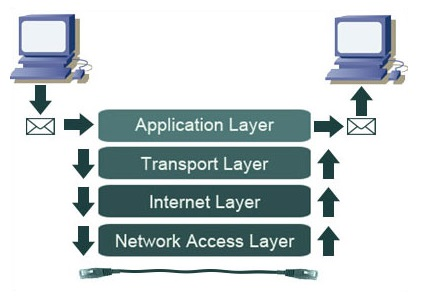 Application Layer
Transport Layer
Internet Layer
Network Access Layer